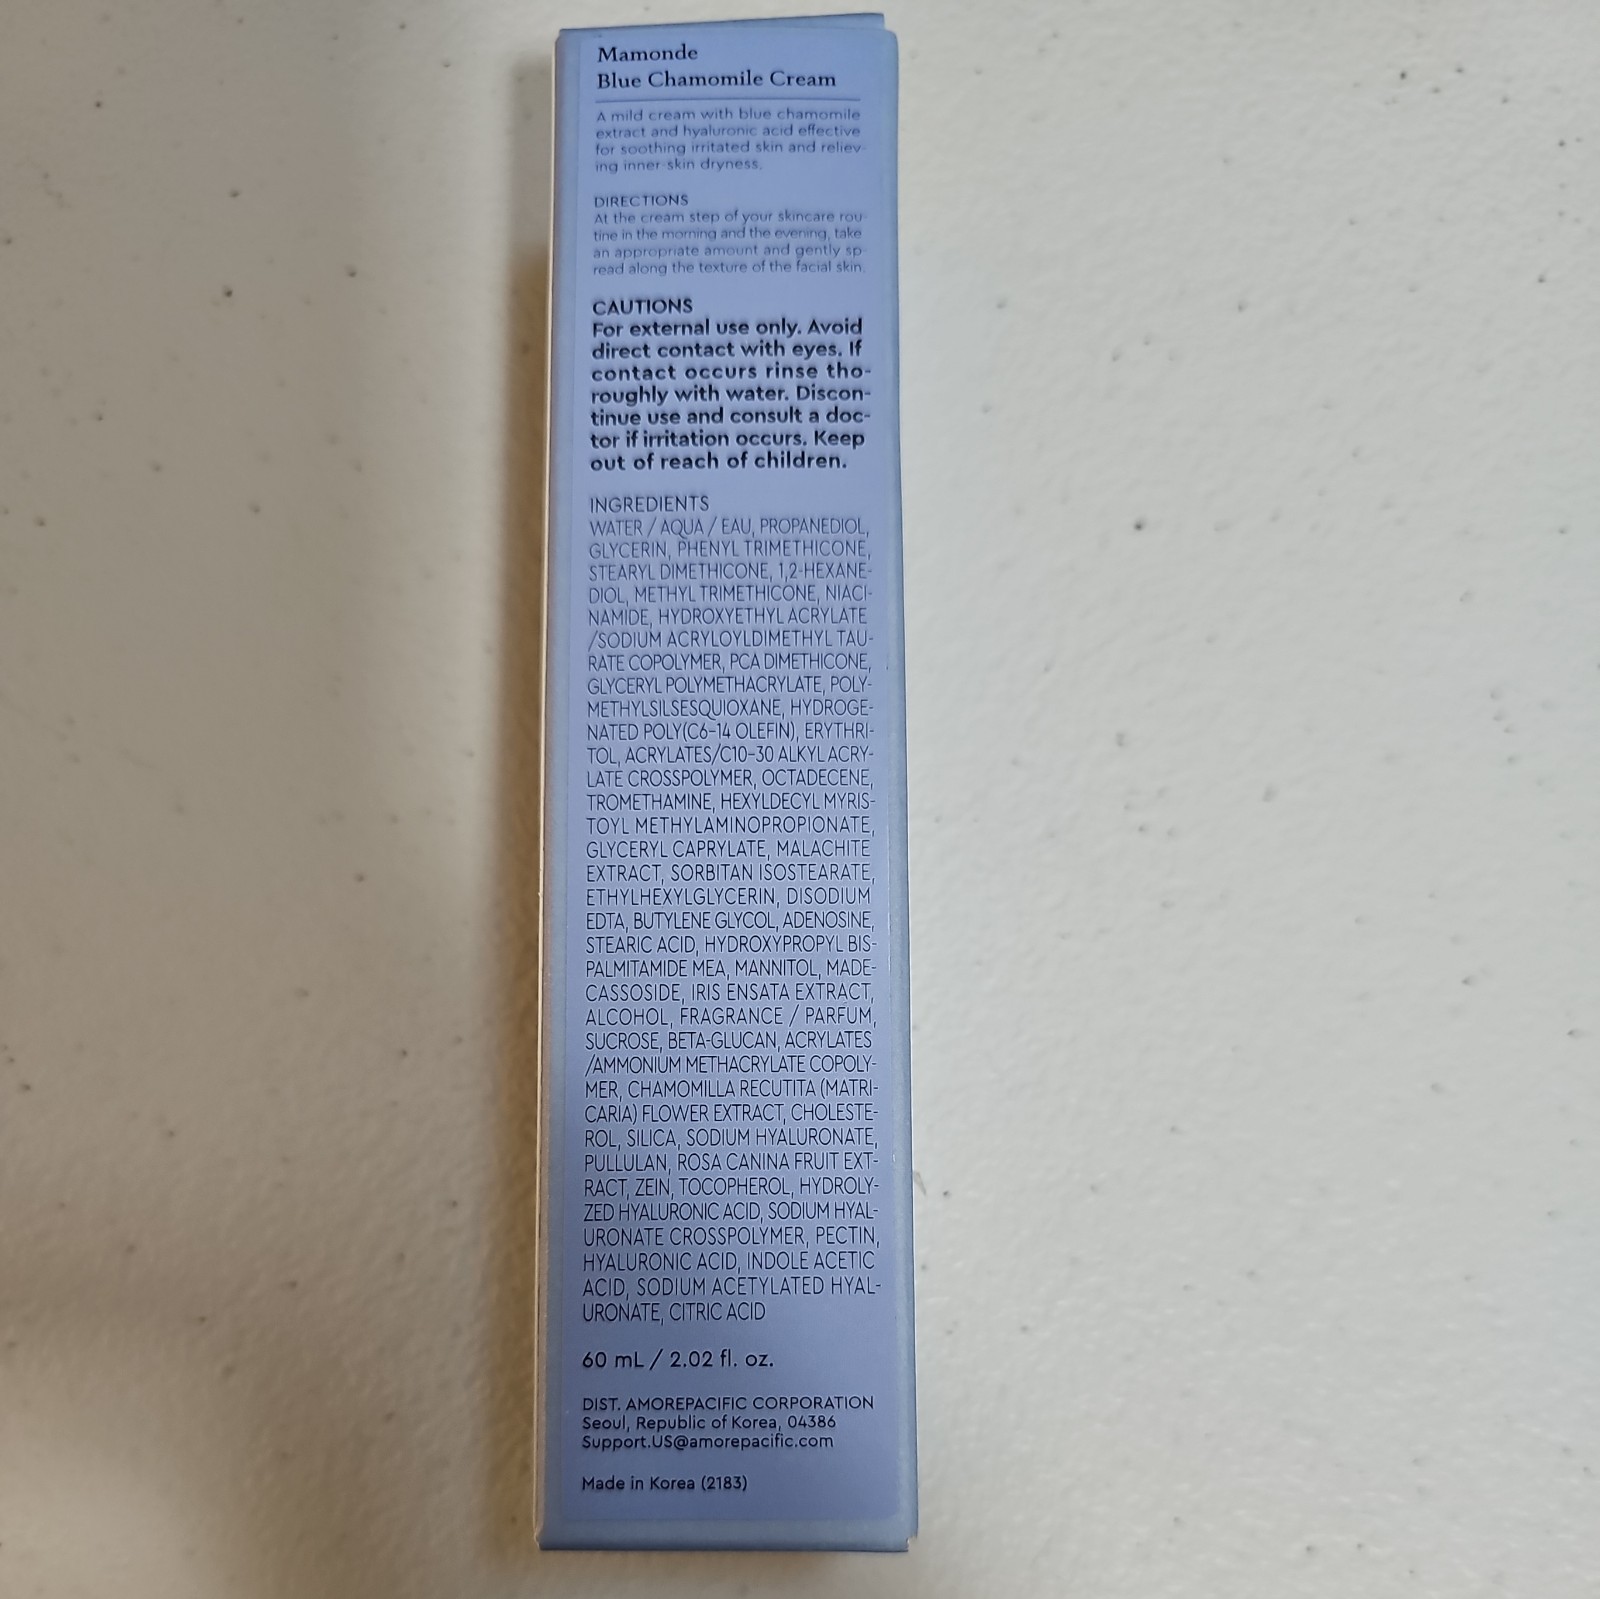 Mamonde
Blue Chamomile Cream
A mild cream with blue chamomile
extract and hyaluronic acid effective
for soothing irritated skin and reliev-
ing inner-skin dryness.
DIRECTIONS
At the cream step of your skincare rou-
tine in the morning and the evening, take
an appropriate amount and gently sp-
read along the texture of the facial skin.
CAUTIONS
For external use only. Avoid
direct contact with eyes. If
contact occurs rinse tho-
roughly with water. Discon-
tinue use and consult a doc-
tor if irritation occurs. Keep
out of reach of children.
INGREDIENTS
WATER / AQUA / EAU, PROPANEDIOL,
GLYCERIN, PHENYL TRIMETHICONE,
STEARYL DIMETHICONE, 1,2-HEXANE-
DIOL, METHYL TRIMETHICONE, NIACI-
NAMIDE, HYDROXYETHYL ACRYLATE
/SODIUM ACRYLOYLDIMETHYL TAU-
RATE COPOLYMER, PCA DIMETHICONE,
GLYCERYL POLYMETHACRYLATE, POLY-
METHYLSILSESQUIOXANE, HYDROGE-
NATED POLY(C6-14 OLEFIN), ERYTHRI-
TOL, ACRYLATES/C10-30 ALKYL ACRY-
LATE CROSSPOLYMER, OCTADECENE,
TROMETHAMINE, HEXYLDECYL MYRIS-
TOYL METHYLAMINOPROPIONATE,
GLYCERYL CAPRYLATE, MALACHITE
EXTRACT, SORBITAN ISOSTEARATE,
ETHYLHEXYLGLYCERIN, DISODIUM
EDTA, BUTYLENE GLYCOL, ADENOSINE,
STEARIC ACID, HYDROXYPROPYL BIS-
PALMITAMIDE MEA, MANNITOL, MADE-
CASSOSIDE, IRIS ENSATA EXTRACT,
ALCOHOL, FRAGRANCE / PARFUM,
SUCROSE, BETA-GLUCAN, ACRYLATES
/AMMONIUM METHACRYLATE COPOLY-
MER, CHAMOMILLA RECUTITA (MATRI-
CARIA) FLOWER EXTRACT, CHOLESTE-
ROL, SILICA, SODIUM HYALURONATE,
PULLULAN, ROSA CANINA FRUIT EXT-
RACT, ZEIN, TOCOPHEROL, HYDROLY-
ZED HYALURONIC ACID, SODIUM HYAL-
URONATE CROSSPOLYMER, PECTIN,
HYALURONIC ACID, INDOLE ACETIC
ACID, SODIUM ACETYLATED HYAL-
URONATE, CITRIC ACID
60 mL / 2.02 fl. oz.
DIST. AMOREPACIFIC CORPORATION
Seoul, Republic of Korea, 04386
Support.US@amorepacific.com
Made in Korea (2183)